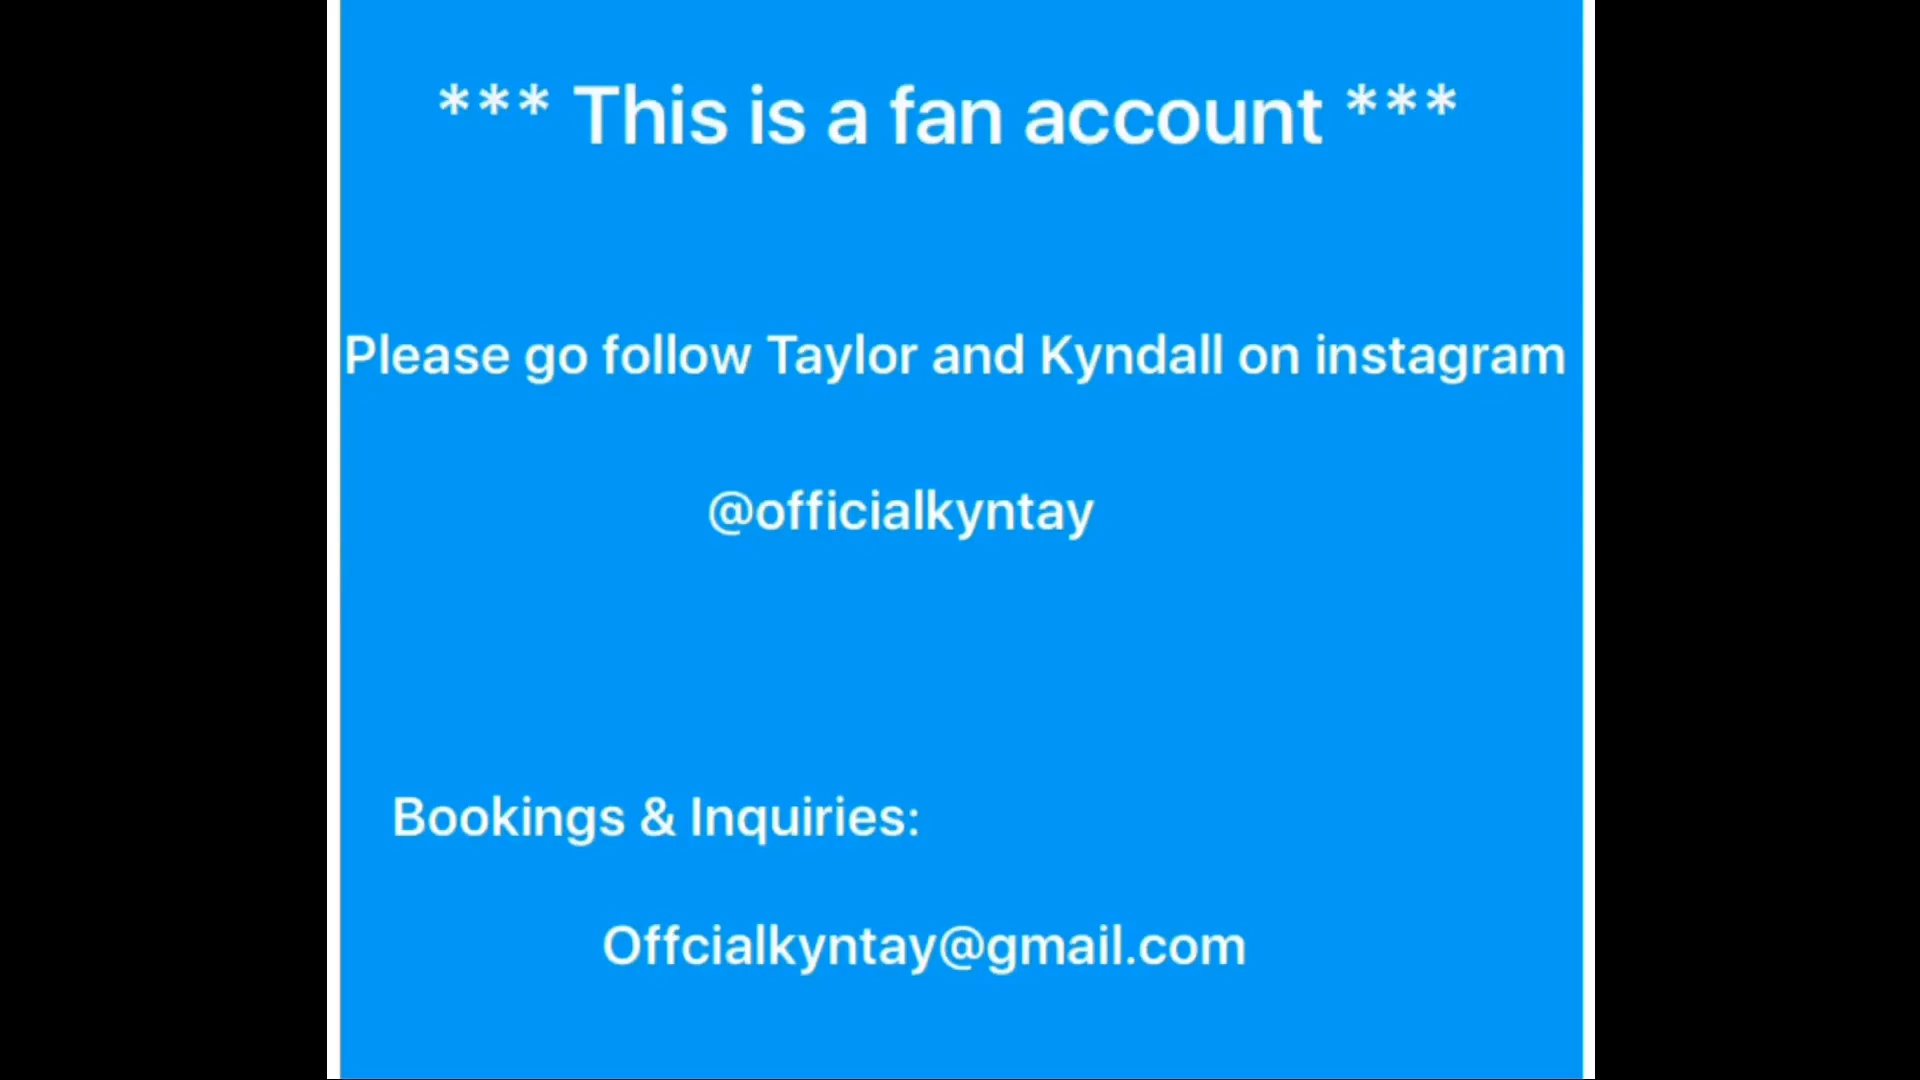 *** This is a fan account ***
Please go follow Taylor and Kyndall on instagram
@officialkyntay
Bookings & Inquiries:
Offcialkyntay@gmail.com